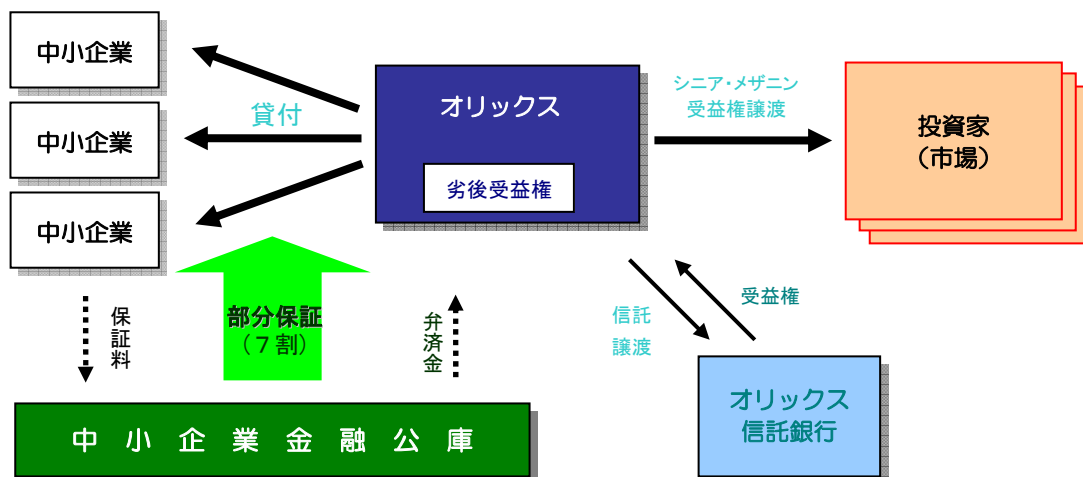 中小企業
中小企業
中小企業
貸付
オリックス
劣後受益権
シニア・メザニン
受益権譲渡
投資家
（市場）
保証料
部分保証
（７割）
弁済金
信託
譲渡
受益権
オリックス
信託銀行
中小企業金融公庫